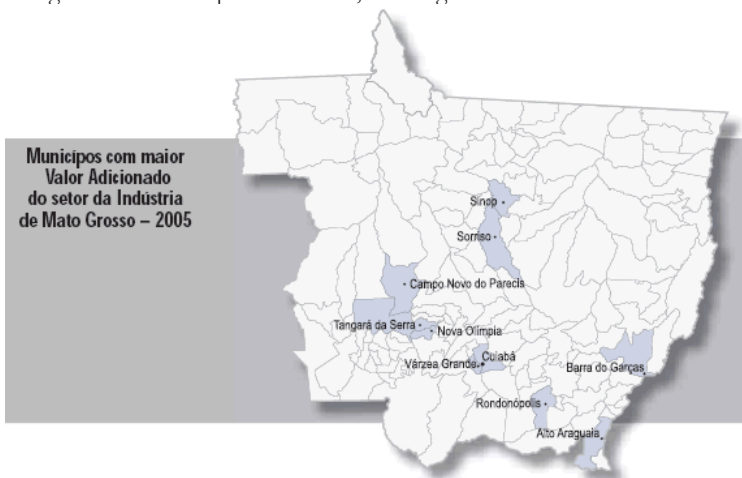 Municípos com maior
Valor Adicionado
do setor da Indústria
de Mato Grosso – 2005
Sinop
Sorriso
Campo Novo do Parecis
Tangará da Serra
Nova Olímpia
Cuiabá
Várzea Grande
Barra do Garças
Rondonópolis
Alto Araguaia